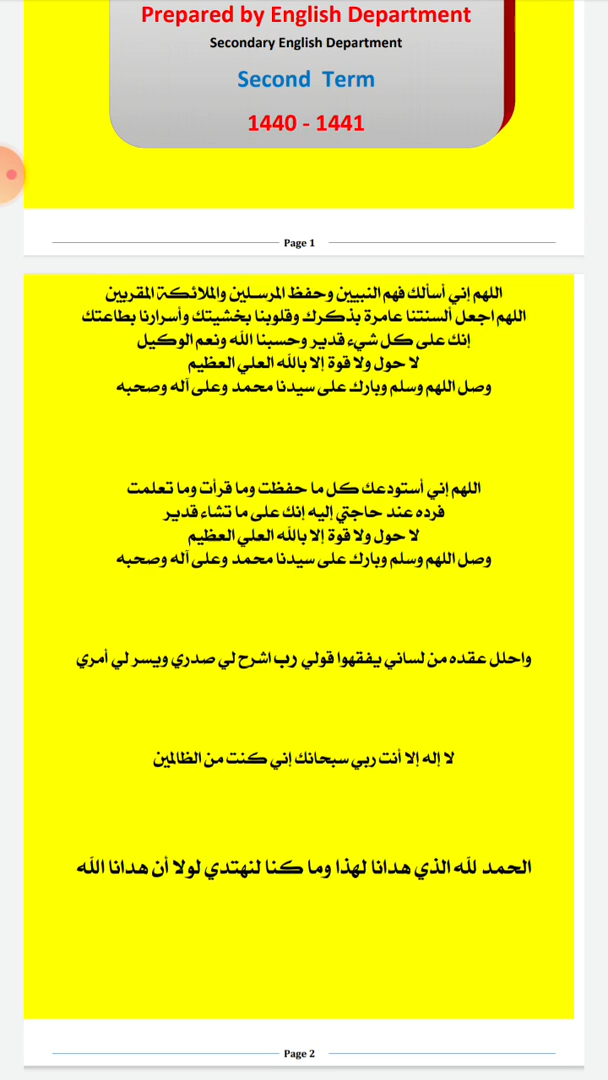 Prepared by English Department
Secondary English Department
Second Term
1440 - 1441
Page 1
اللهم إني أسألك فهم النبيين وحفظ المرسلين والملائكة المقربين
اللهم اجعل ألسنتنا عامرة بذكرك وقلوبنا بخشيتك وأسرارنا بطاعتك
إنك على كل شيء قدير وحسبنا الله ونعم الوكيل
لا حول ولا قوة إلا بالله العلي العظيم
وصل اللهم وسلم وبارك على سيدنا محمد وعلى آله وصحبه
اللهم إني أستودعك كل ما حفظت وما قرأت وما تعلمت
فرده عند حاجتي إليه إنك على ما تشاء قدير
لا حول ولا قوة إلا بالله العلي العظيم
وصل اللهم وسلم وبارك على سيدنا محمد وعلى آله وصحبه
واحلل عقده من لساني يفقهوا قولي رب اشرح لي صدري ويسر لي أمري
لا إله إلا أنت ربي سبحانك إني كنت من الظالمين
الحمد لله الذي هدانا لهذا وما كنا لنهتدي لولا أن هدانا الله
Page 2